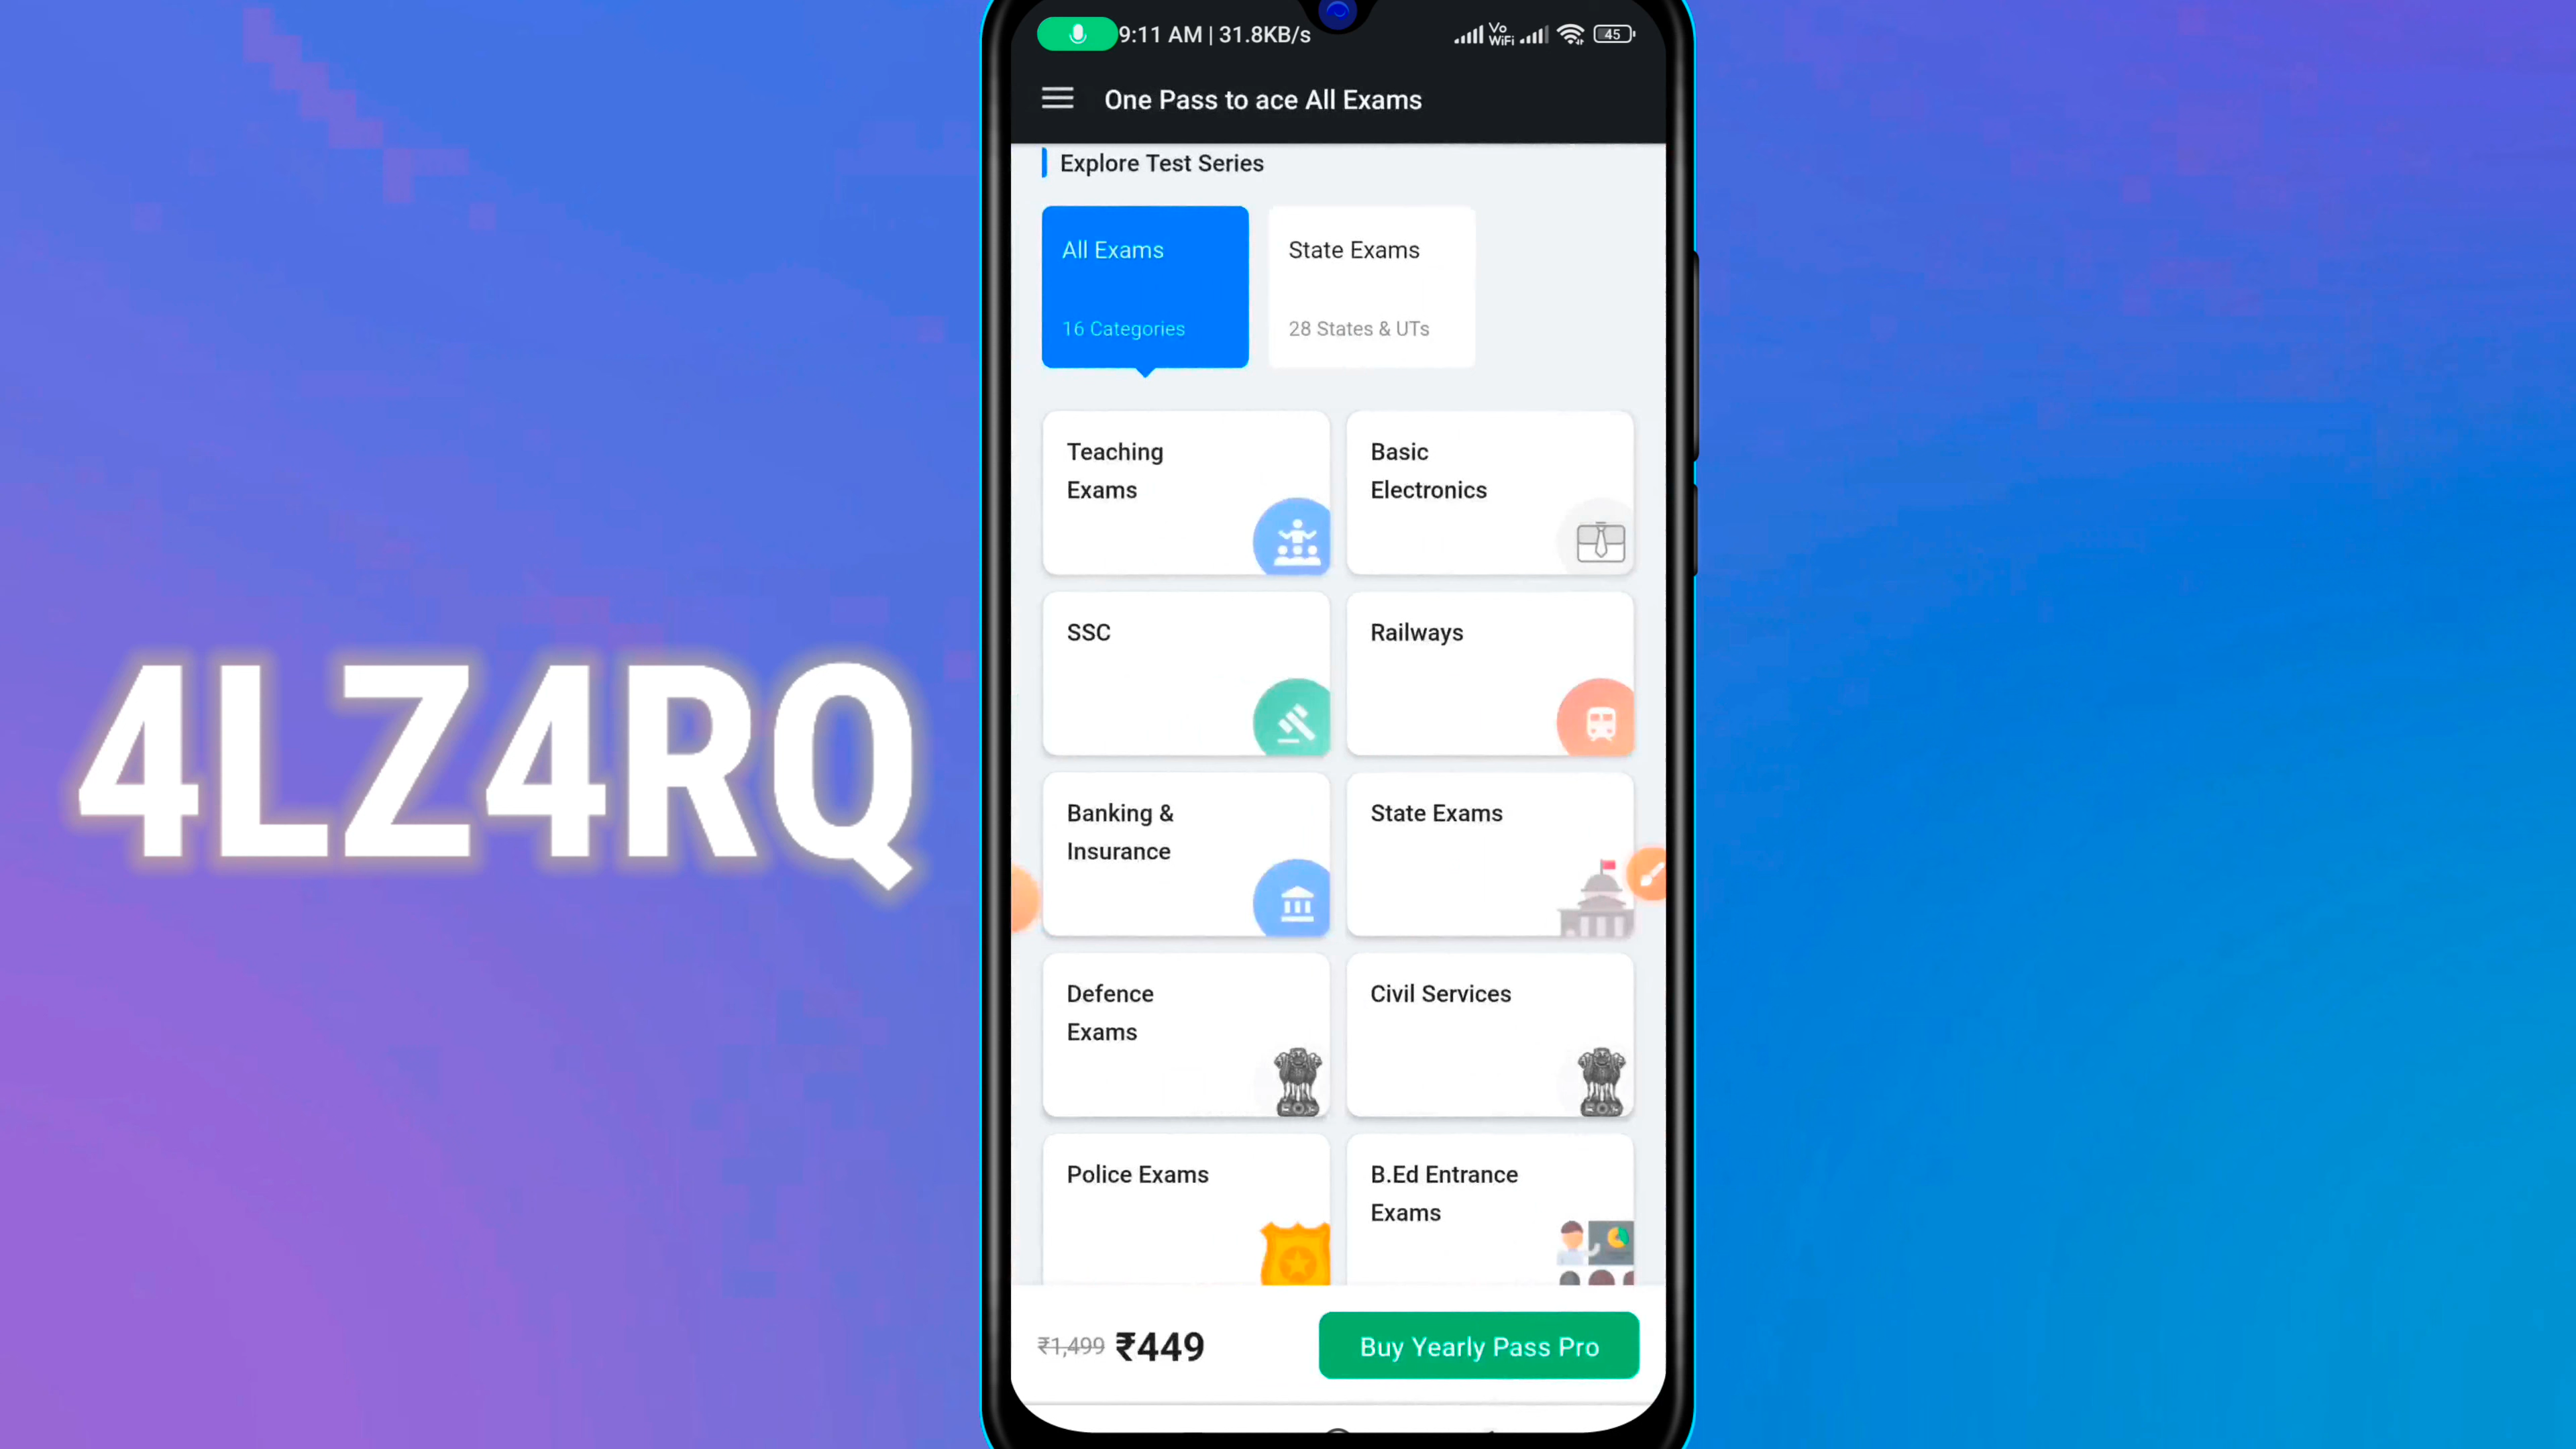 9:11 AM | 31.8KB/s
Vo
WiFi
45
One Pass to ace All Exams
Explore Test Series
All Exams
16 Categories
State Exams
28 States & UTs
Teaching
Exams
Basic
Electronics
SSC
Railways
4LZ4RQ
Banking &
Insurance
State Exams
Defence
Exams
Civil Services
Police Exams
B.Ed Entrance
Exams
₹1,499 ₹449
Buy Yearly Pass Pro